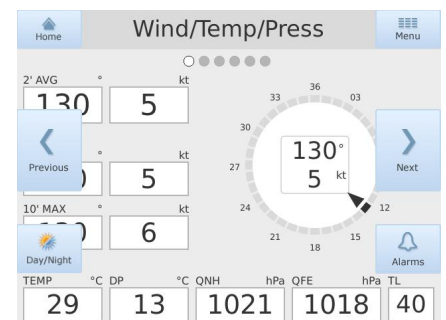 Home
Wind/Temp/Press
Menu
2' AVG ° kt
130 5
36
33 03
30
27
24 12
21 15
18
130°
5 kt
Previous
Next
° kt
5
10' MAX ° kt
6
Day/Night
Alarms
TEMP °C DP °C QNH hPa QFE hPa TL
29 13 1021 1018 40